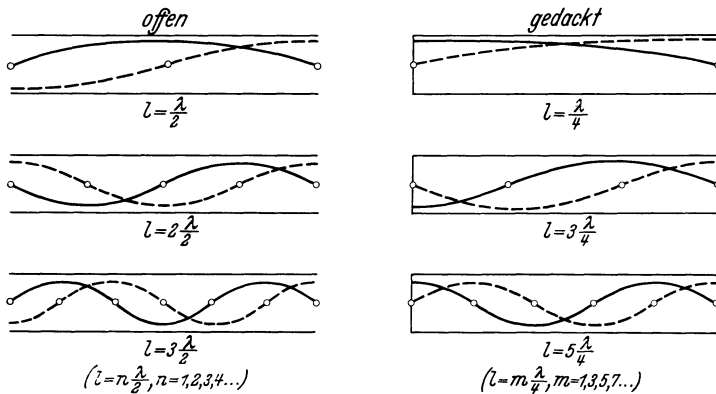 offen
l=λ/2
l=2 λ/2
l=3 λ/2
(l=n λ/2, n=1,2,3,4...)
gedackt
l=λ/4
l=3 λ/4
l=5 λ/4
(l=m λ/4, m=1,3,5,7...)